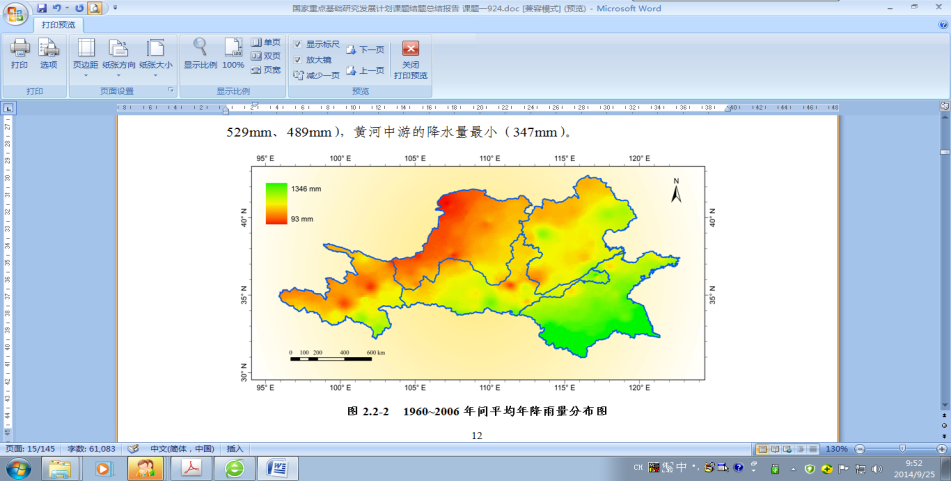 国家重点基础研究发展计划课题结题总结报告 课题一924.doc [兼容模式] (预览) - Microsoft Word
打印预览
打印 选项
打印
页边距 纸张方向 纸张大小
页面设置
显示比例 100%
单页
双页
页宽
显示比例
显示标尺 下一页
放大镜
减少一页 上一页
预览
关闭
打印预览
529mm、489mm），黄河中游的降水量最小（347mm）。
95° E 100° E 105° E 110° E 115° E 120° E
1346 mm
93 mm
N
40° N 40° N
35° N 35° N
30° N
0 100 200 400 600 km
95° E 100° E 105° E 110° E 115° E 120° E
图 2.2-2 1960~2006 年间平均年降雨量分布图
12
页面: 15/145 字数: 61,083 中文(简体，中国) 插入 130%
CH 中
9:52
2014/9/25